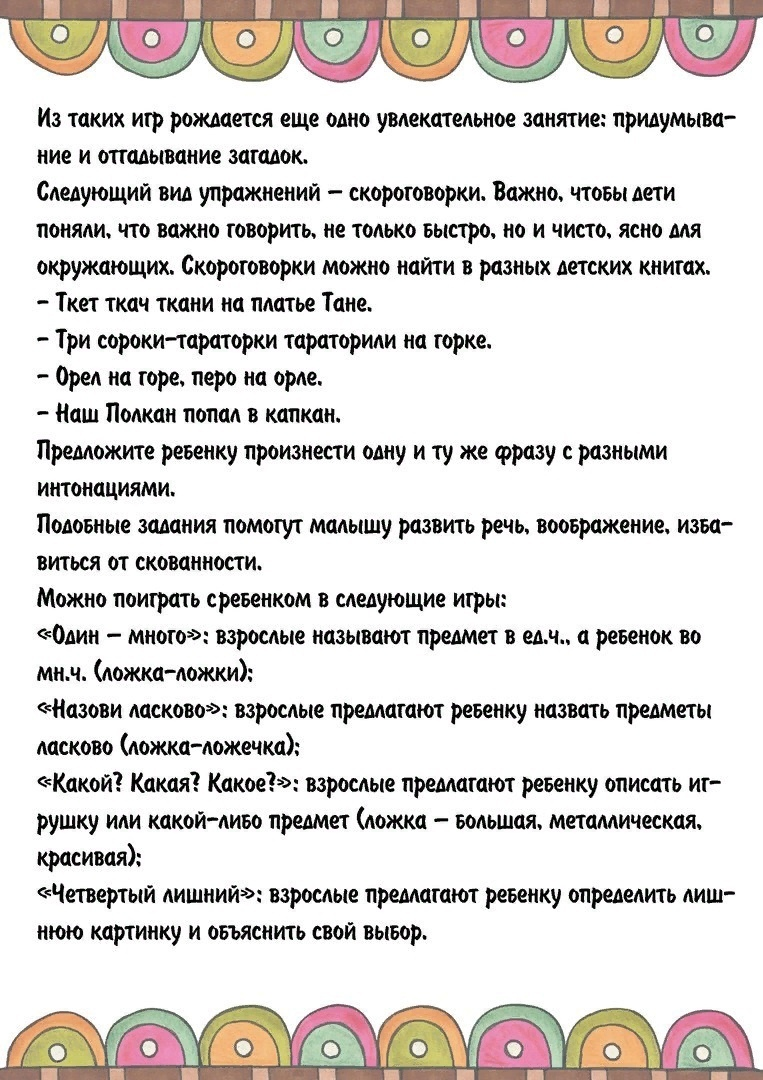 Из таких игр рождается еще одно увлекательное занятие: придумыва-
ние и отгадывание загадок.
Следующий вид упражнений – скороговорки. Важно, чтобы дети
поняли, что важно говорить, не только быстро, но и чисто, ясно для
окружающих. Скороговорки можно найти в разных детских книгах.
- Ткет ткач ткани на платье Тане.
- Три сороки-тараторки тараторили на горке.
- Орел на горе, перо на орле.
- Наш Полкан попал в капкан.
Предложите ребенку произнести одну и ту же фразу с разными
интонациями.
Подобные задания помогут малышу развить речь, воображение, изба-
виться от скованности.
Можно поиграть с ребенком в следующие игры:
«Один – много»: взрослые называют предмет в ед.ч., а ребенок во
мн.ч. (ложка-ложки);
«Назови ласково»: взрослые предлагают ребенку назвать предметы
ласково (ложка-ложечка);
«Какой? Какая? Какое?»: взрослые предлагают ребенку описать иг-
рушку или какой-либо предмет (ложка – большая, металлическая,
красивая);
«Четвертый лишний»: взрослые предлагают ребенку определить лиш-
нюю картинку и объяснить свой выбор.